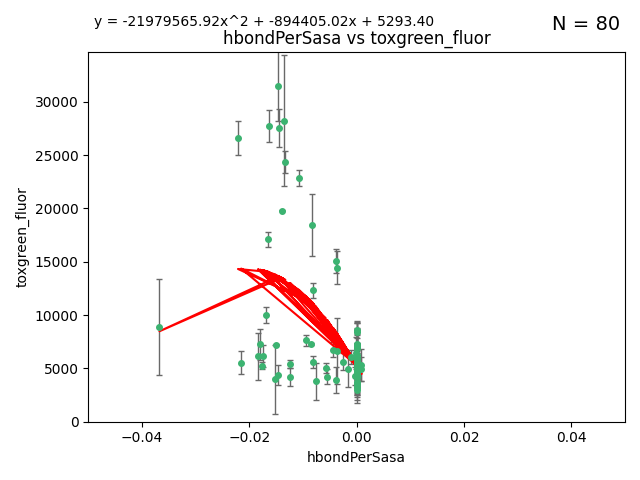 y = -21979565.92x^2 + -894405.02x + 5293.40
N = 80
hbondPerSasa vs toxgreen_fluor
30000
25000
20000
15000
10000
5000
0
toxgreen_fluor
−0.04
−0.02
0.00
0.02
0.04
hbondPerSasa